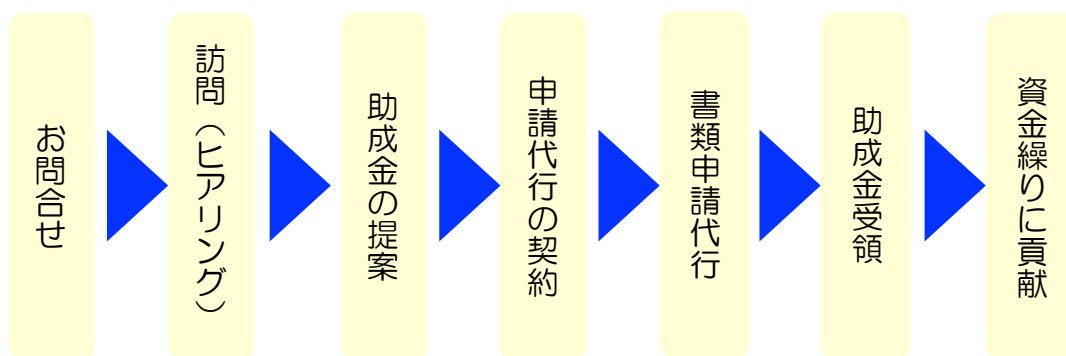 お問合せ
訪問（ヒアリング）
助成金の提案
申請代行の契約
書類申請代行
助成金受領
資金繰りに貢献